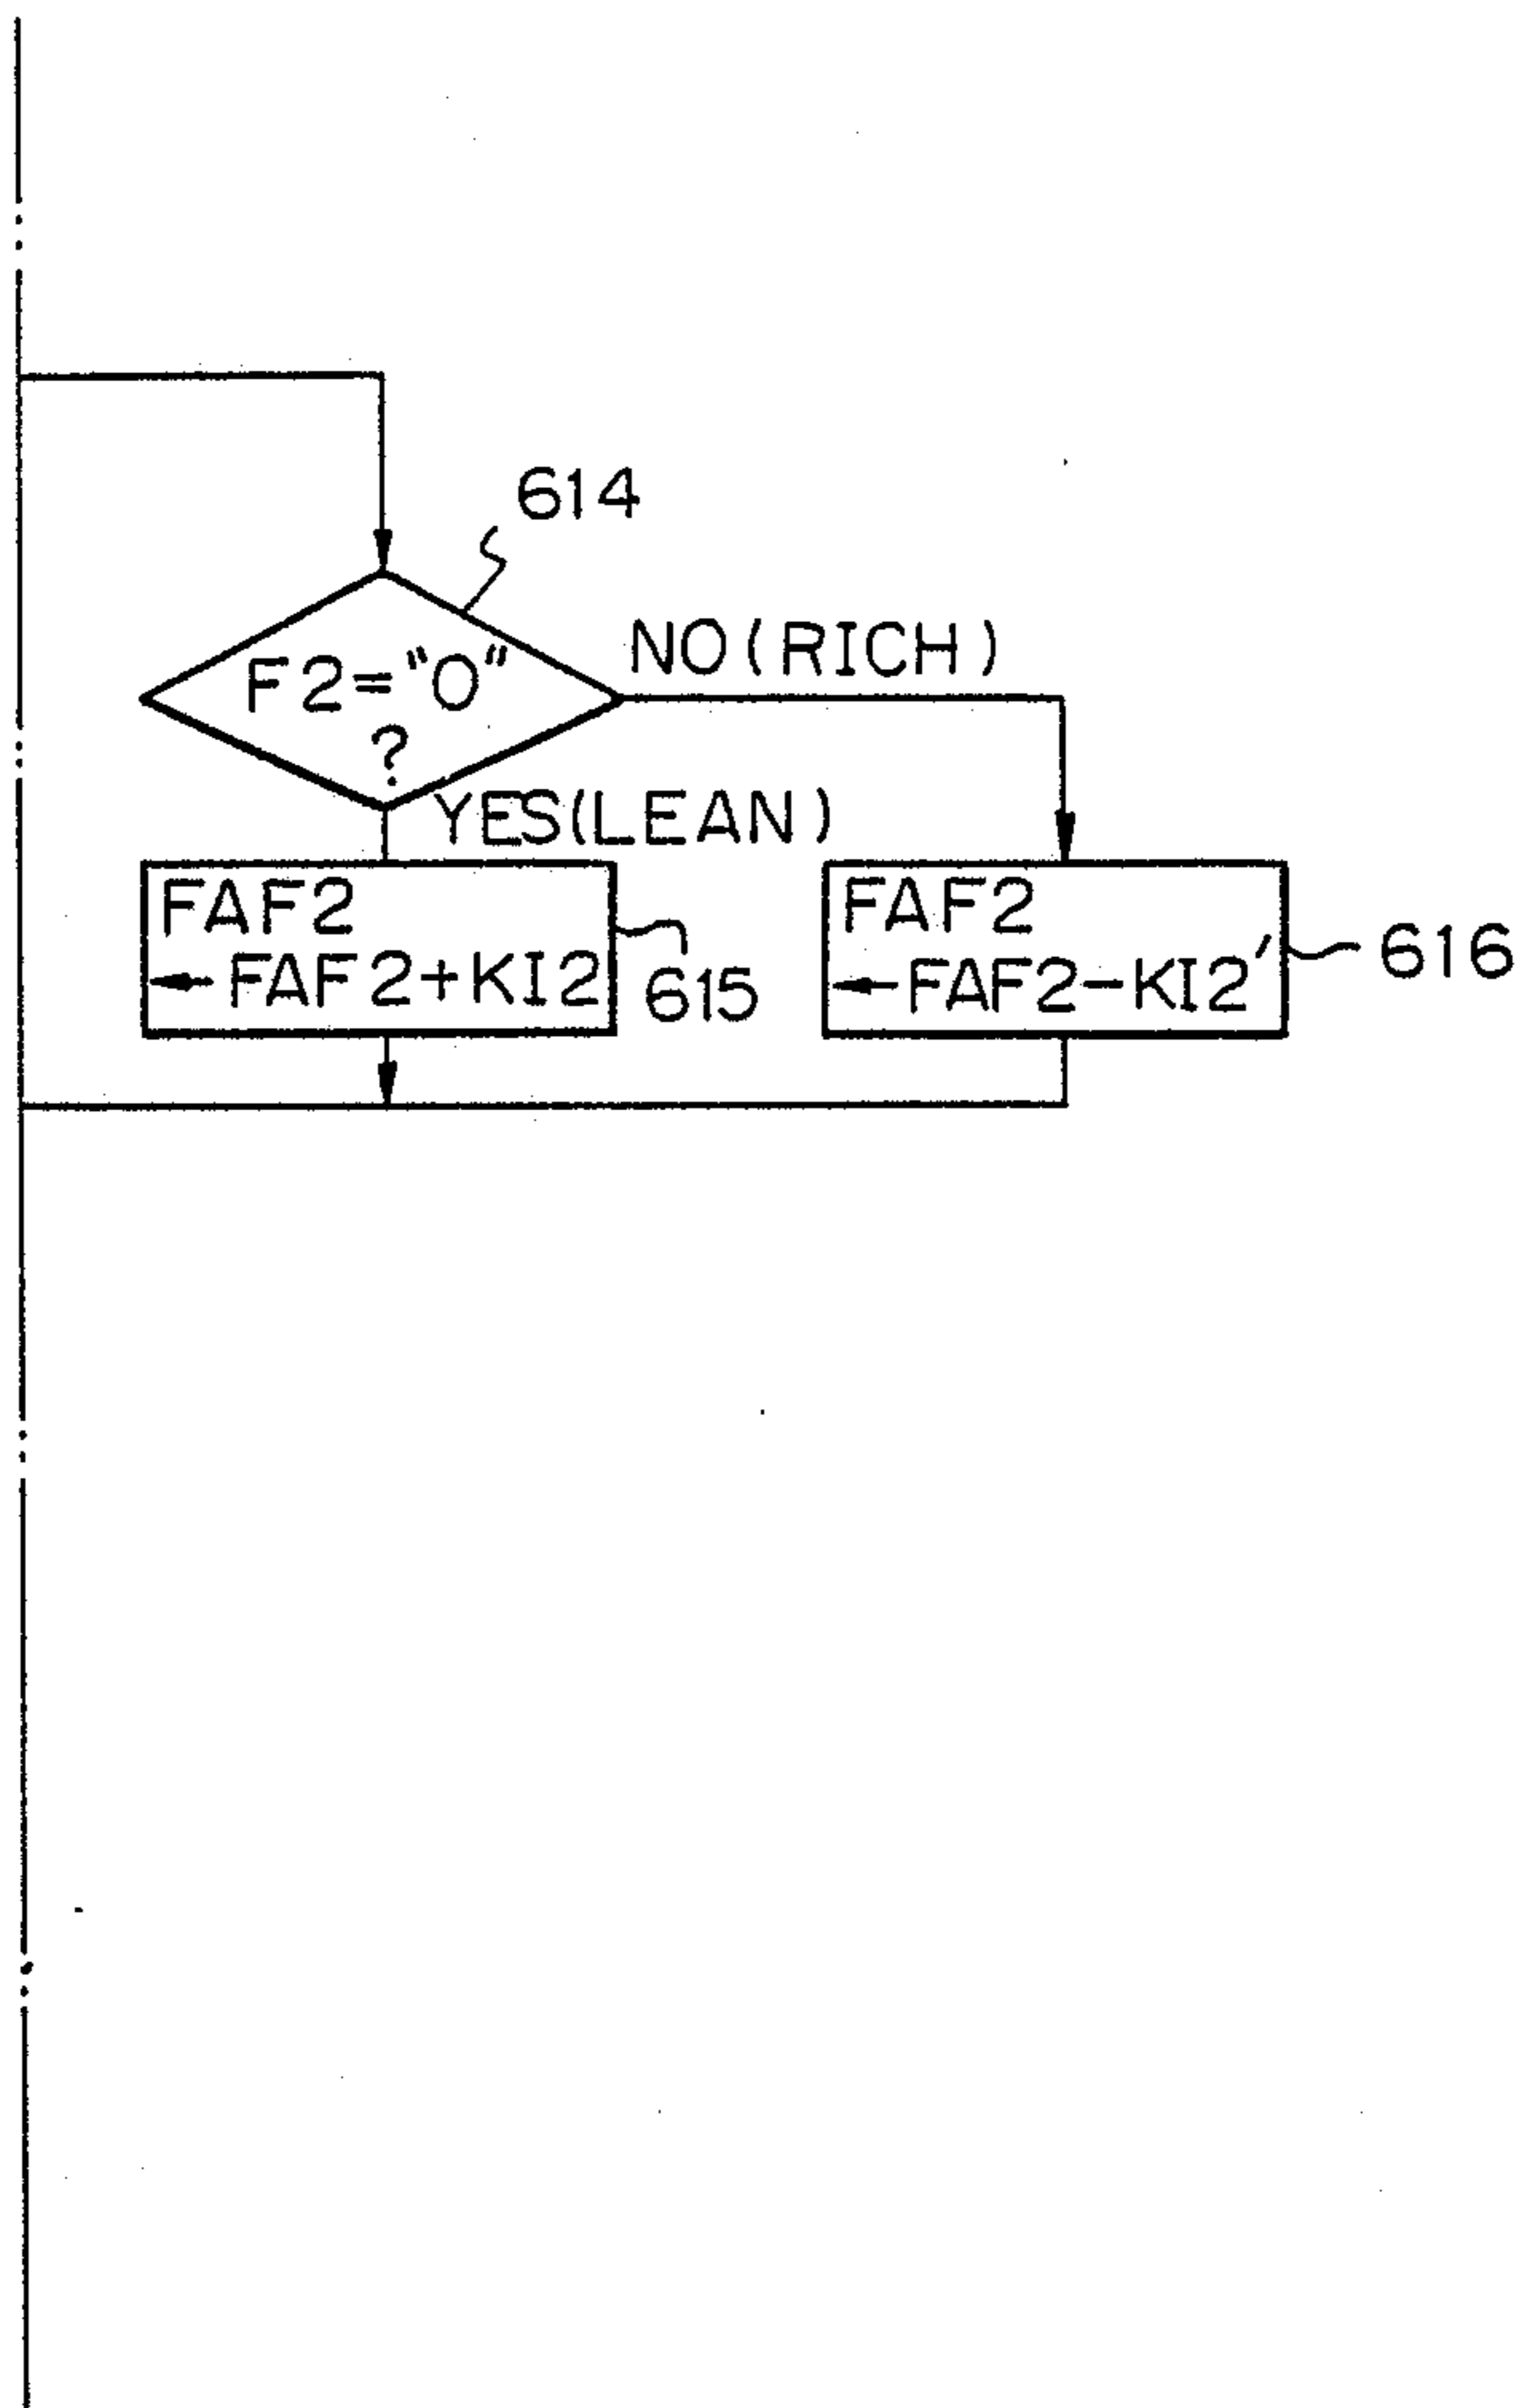 614
F2="0"
?
NO(RICH)
YES(LEAN)
FAF2
← FAF2+KI2
615
FAF2
← FAF2-KI2'
616